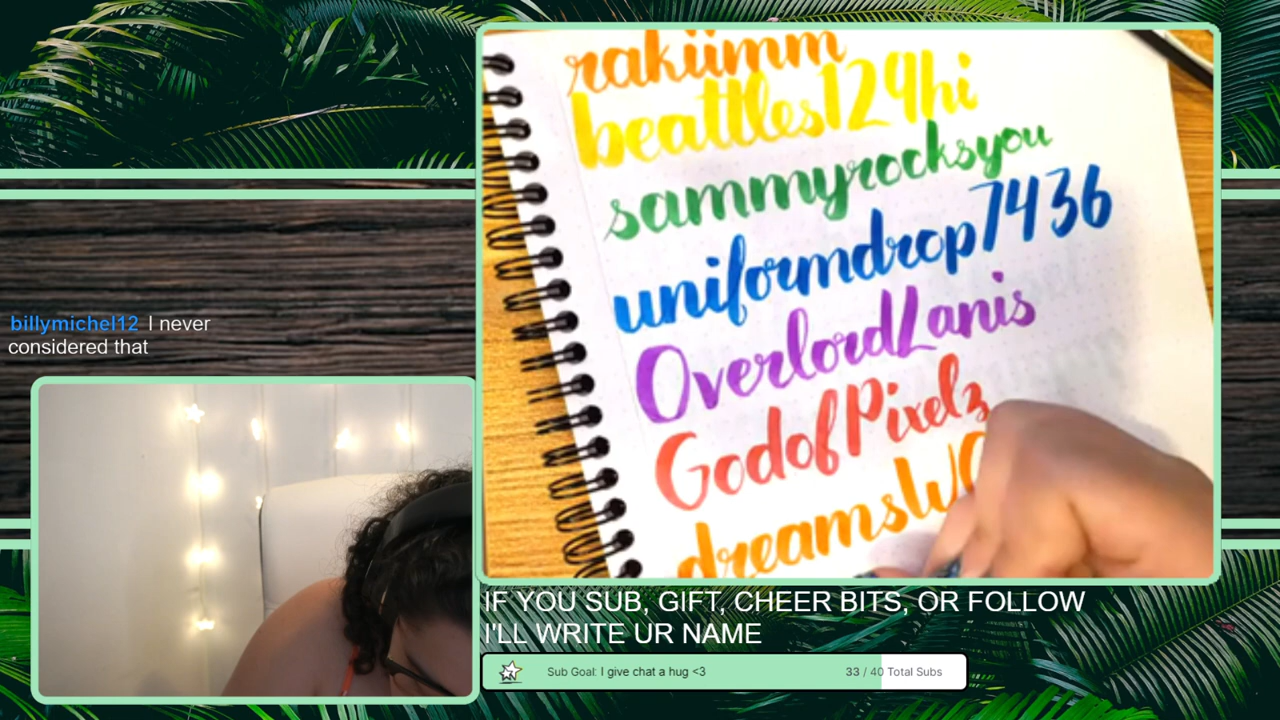 rakiimm
beattles129hi
sammyrocksyou
uniformdrop7436
OverlordLanis
GodofPixelz
billymichel12 I never
considered that
IF YOU SUB, GIFT, CHEER BITS, OR FOLLOW
I'LL WRITE UR NAME
Sub Goal: I give chat a hug <3 33 / 40 Total Subs